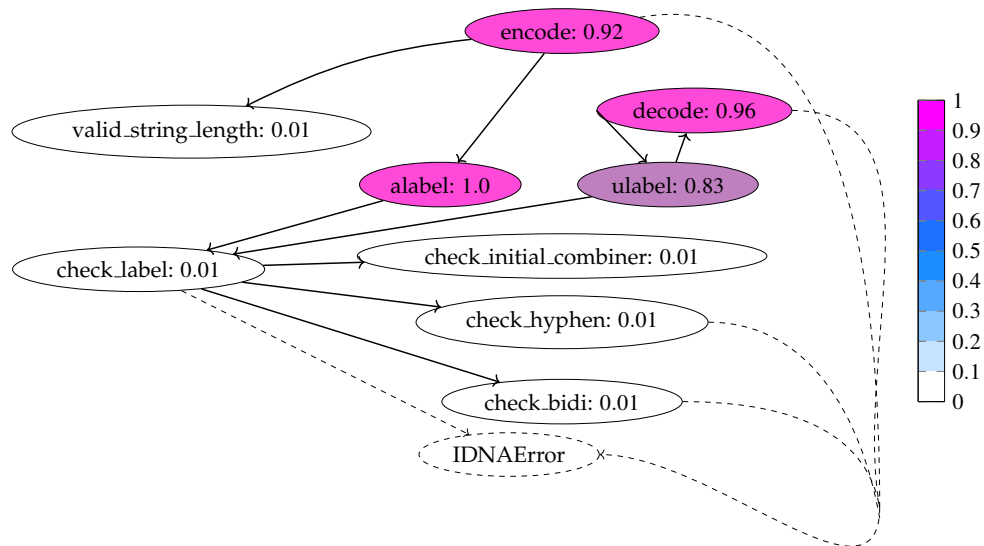 encode: 0.92
decode: 0.96
valid_string_length: 0.01
alabel: 1.0
ulabel: 0.83
check_label: 0.01
check_initial_combiner: 0.01
check_hyphen: 0.01
check_bidi: 0.01
IDNAError
1
0.9
0.8
0.7
0.6
0.5
0.4
0.3
0.2
0.1
0